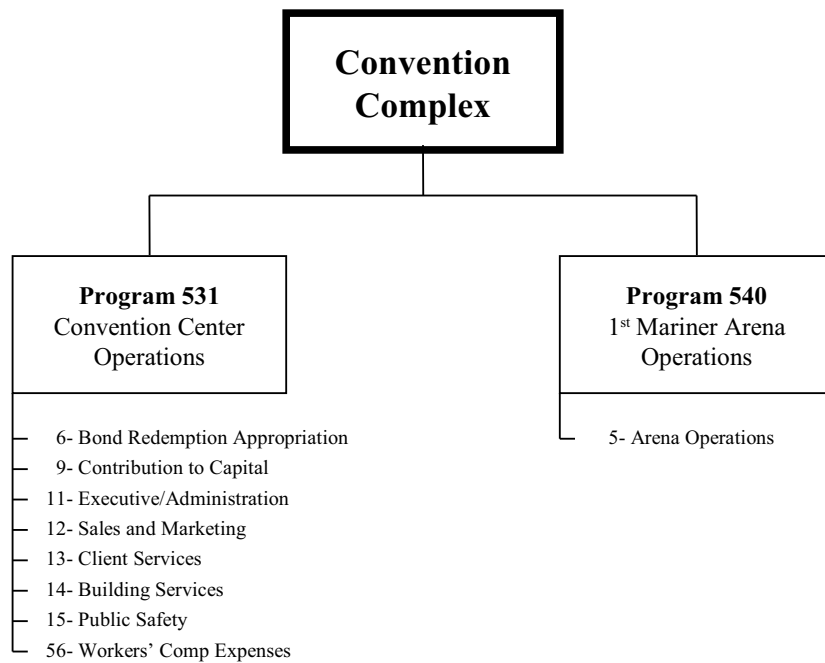 Convention
Complex
Program 531
Convention Center
Operations
Program 540
1st Mariner Arena
Operations
6- Bond Redemption Appropriation
9- Contribution to Capital
11- Executive/Administration
12- Sales and Marketing
13- Client Services
14- Building Services
15- Public Safety
56- Workers’ Comp Expenses
5- Arena Operations